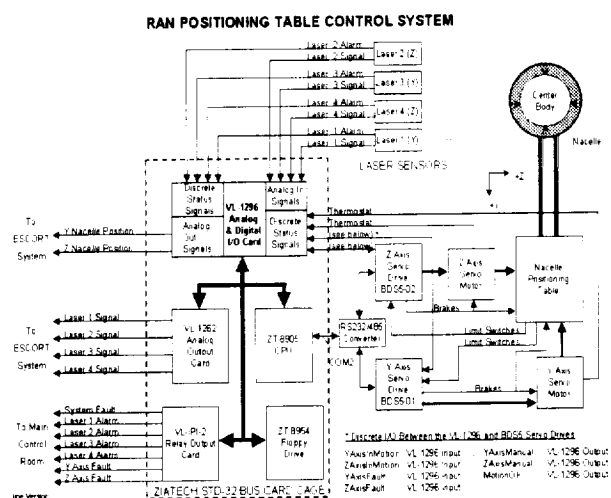 RAN POSITIONING TABLE CONTROL SYSTEM
Laser 2 Alarm
Laser 2 Signal
Laser 2 (Z)
Laser 3 Alarm
Laser 3 Signal
Laser 3 (Y)
Laser 4 Alarm
Laser 4 Signal
Laser 4 (Z)
Laser 1 Alarm
Laser 1 Signal
Laser 1 (Y)
LASER SENSORS
Center
Body
Nacelle
+Z
Discrete
Status
Signals
VL-1296
Analog
& Digital
I/O Card
Analog In
Signals
Analog
Out
Signals
Discrete
Status
Signals
Thermostat
Thermostat
(see below) *
(see below)
To
ESCORT
System
Y Nacelle Position
Z Nacelle Position
Z Axis
Servo
Drive
BDS5-02
Z Axis
Servo
Motor
Nacelle
Positioning
Table
Brakes
Limit Switches
Limit Switches
To
ESCORT
System
Laser 1 Signal
Laser 2 Signal
Laser 3 Signal
Laser 4 Signal
VL-1262
Analog
Output
Card
ZT-8905
CPU
RS232/485
Converter
COM2
Y Axis
Servo
Drive
BDS5-01
Brakes
Y Axis
Servo
Motor
To Main
Control
Room
System Fault
Laser 1 Alarm
Laser 2 Alarm
Laser 3 Alarm
Laser 4 Alarm
Y Axis Fault
Z Axis Fault
Relay Output
Card
ZT-8954
Floppy
Drive
ZIATECH STD-32 BUS CARD CAGE
* Discrete I/O Between the VL-1296 and BDS5 Servo Drives
YAxisInMotion VL-1296 Input
ZAxisInMotion VL-1296 Input
YAxisFault VL-1296 Input
ZAxisFault VL-1296 Input
YAxisManual VL-1296 Output
ZAxisManual VL-1296 Output
MotionOK VL-1296 Output